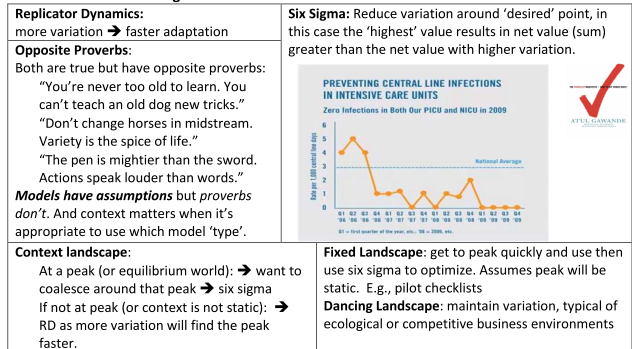 Replicator Dynamics:
more variation ➔ faster adaptation
Opposite Proverbs:
Both are true but have opposite proverbs:
“You’re never too old to learn. You
can’t teach an old dog new tricks.”
“Don’t change horses in midstream.
Variety is the spice of life.”
“The pen is mightier than the sword.
Actions speak louder than words.”
Models have assumptions but proverbs
don’t. And context matters when it’s
appropriate to use which model ‘type’.
Six Sigma: Reduce variation around ‘desired’ point, in
this case the ‘highest’ value results in net value (sum)
greater than the net value with higher variation.
PREVENTING CENTRAL LINE INFECTIONS
IN INTENSIVE CARE UNITS
Zero Infections in Both Our PICU and NICU in 2009
Rate per 1,000 central line days
6
5
4
3
2
1
0
National Average
Q1 Q2 Q3 Q4 Q1 Q2 Q3 Q4 Q1 Q2 Q3 Q4 Q1 Q2 Q3 Q4
'06 '06 '06 '06 '07 '07 '07 '07 '08 '08 '08 '08 '09 '09 '09 '09
Q1 = first quarter of the year, etc.; '06 = 2006, etc.
ATUL GAWANDE
Context landscape:
At a peak (or equilibrium world): ➔ want to
coalesce around that peak ➔ six sigma
If not at peak (or context is not static): ➔
RD as more variation will find the peak
faster.
Fixed Landscape: get to peak quickly and use then
use six sigma to optimize. Assumes peak will be
static. E.g., pilot checklists
Dancing Landscape: maintain variation, typical of
ecological or competitive business environments